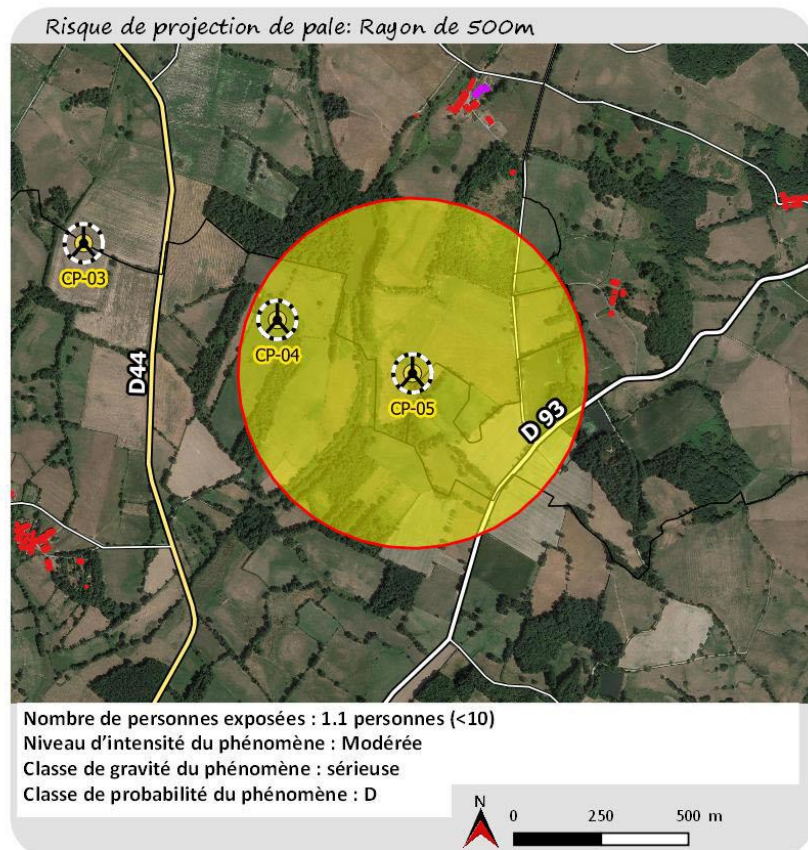 Risque de projection de pale: Rayon de 500m
CP-03
CP-04
D44
CP-05
D 93
Nombre de personnes exposées : 1.1 personnes (<10)
Niveau d'intensité du phénomène : Modérée
Classe de gravité du phénomène : sérieuse
Classe de probabilité du phénomène : D
N
0 250 500 m